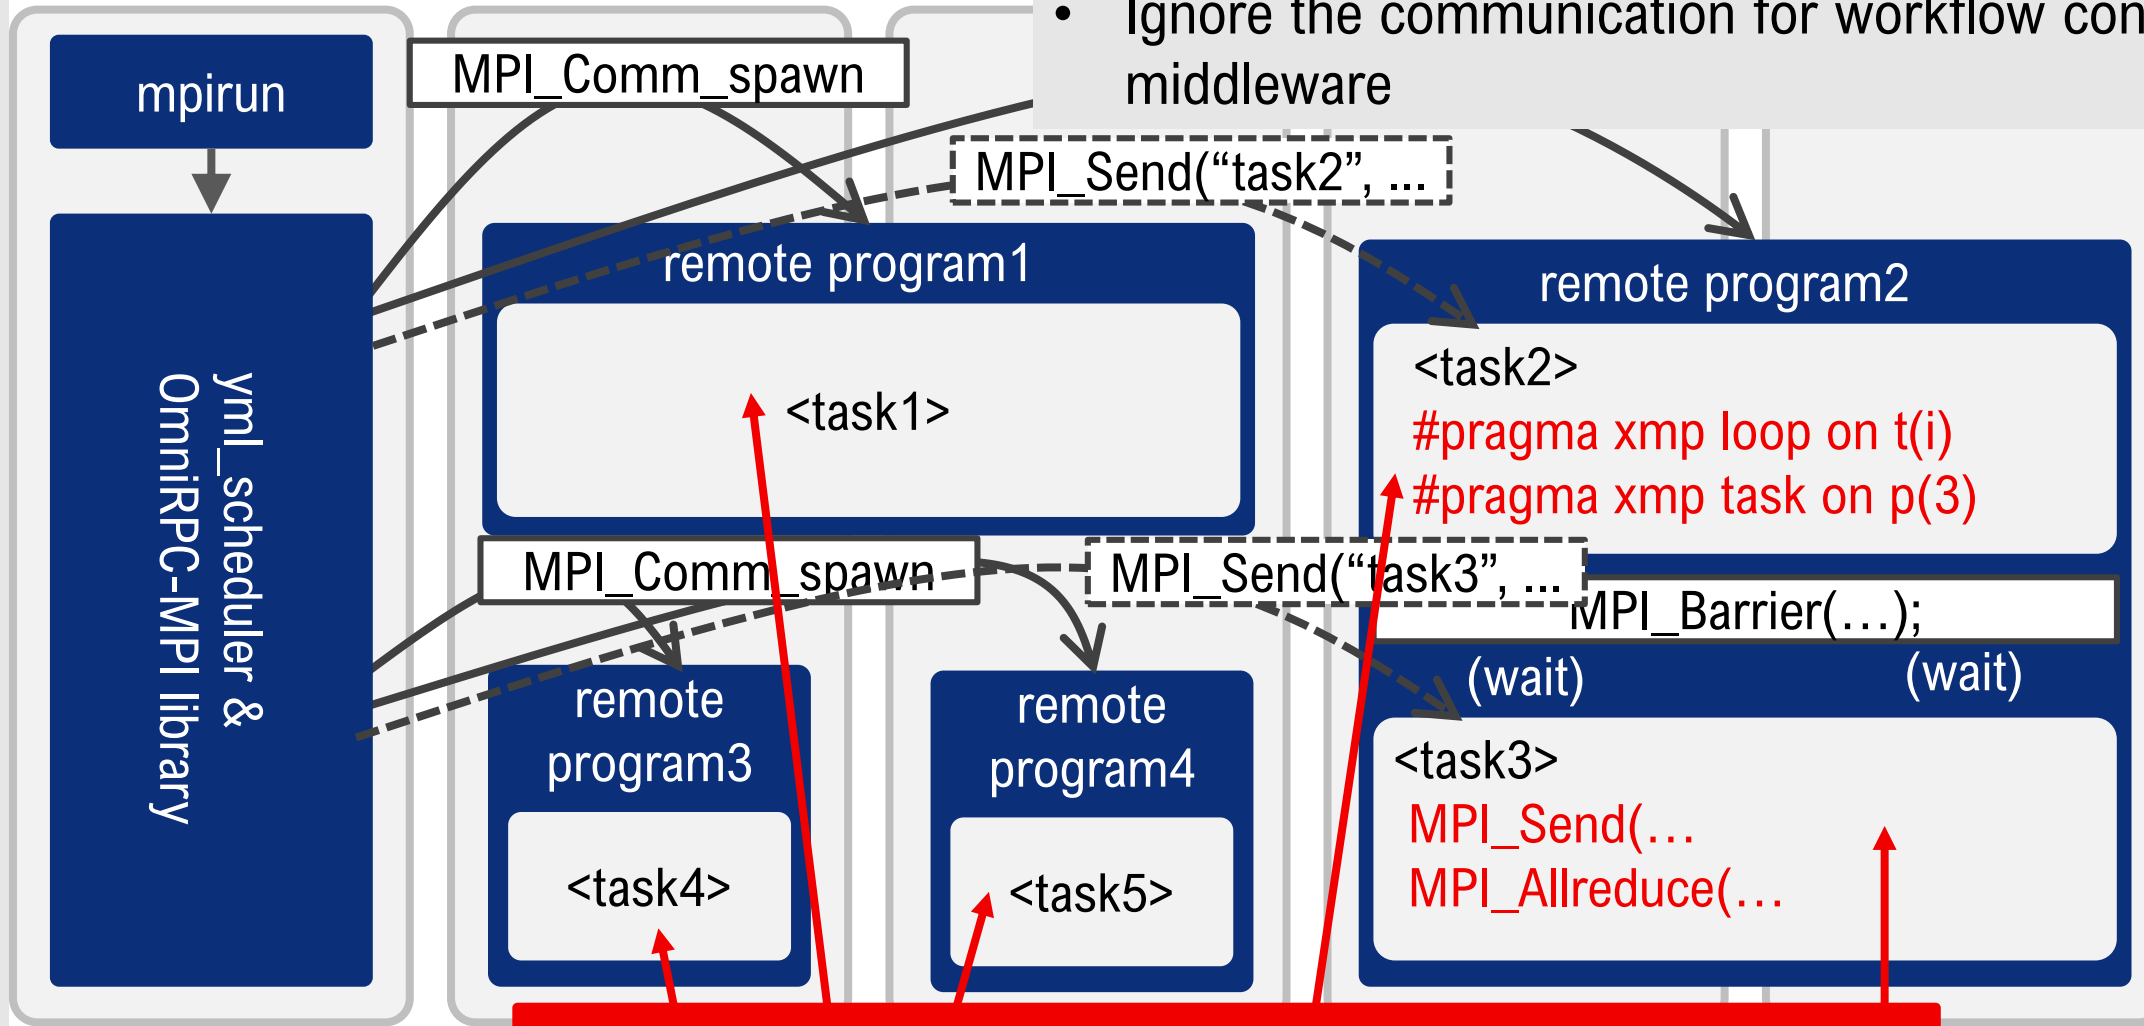 • Ignore the communication for workflow con
middleware
mpirun
MPI_Comm_spawn
MPI_Send(“task2”, ...
remote program1
remote program2
<task1>
<task2>
#pragma xmp loop on t(i)
#pragma xmp task on p(3)
yml_scheduler &
OmniRPC-MPI library
MPI_Comm_spawn
MPI_Send(“task3”, ...
MPI_Barrier(…);
(wait)
(wait)
remote
program3
remote
program4
<task3>
MPI_Send(…
MPI_Allreduce(…
<task4>
<task5>